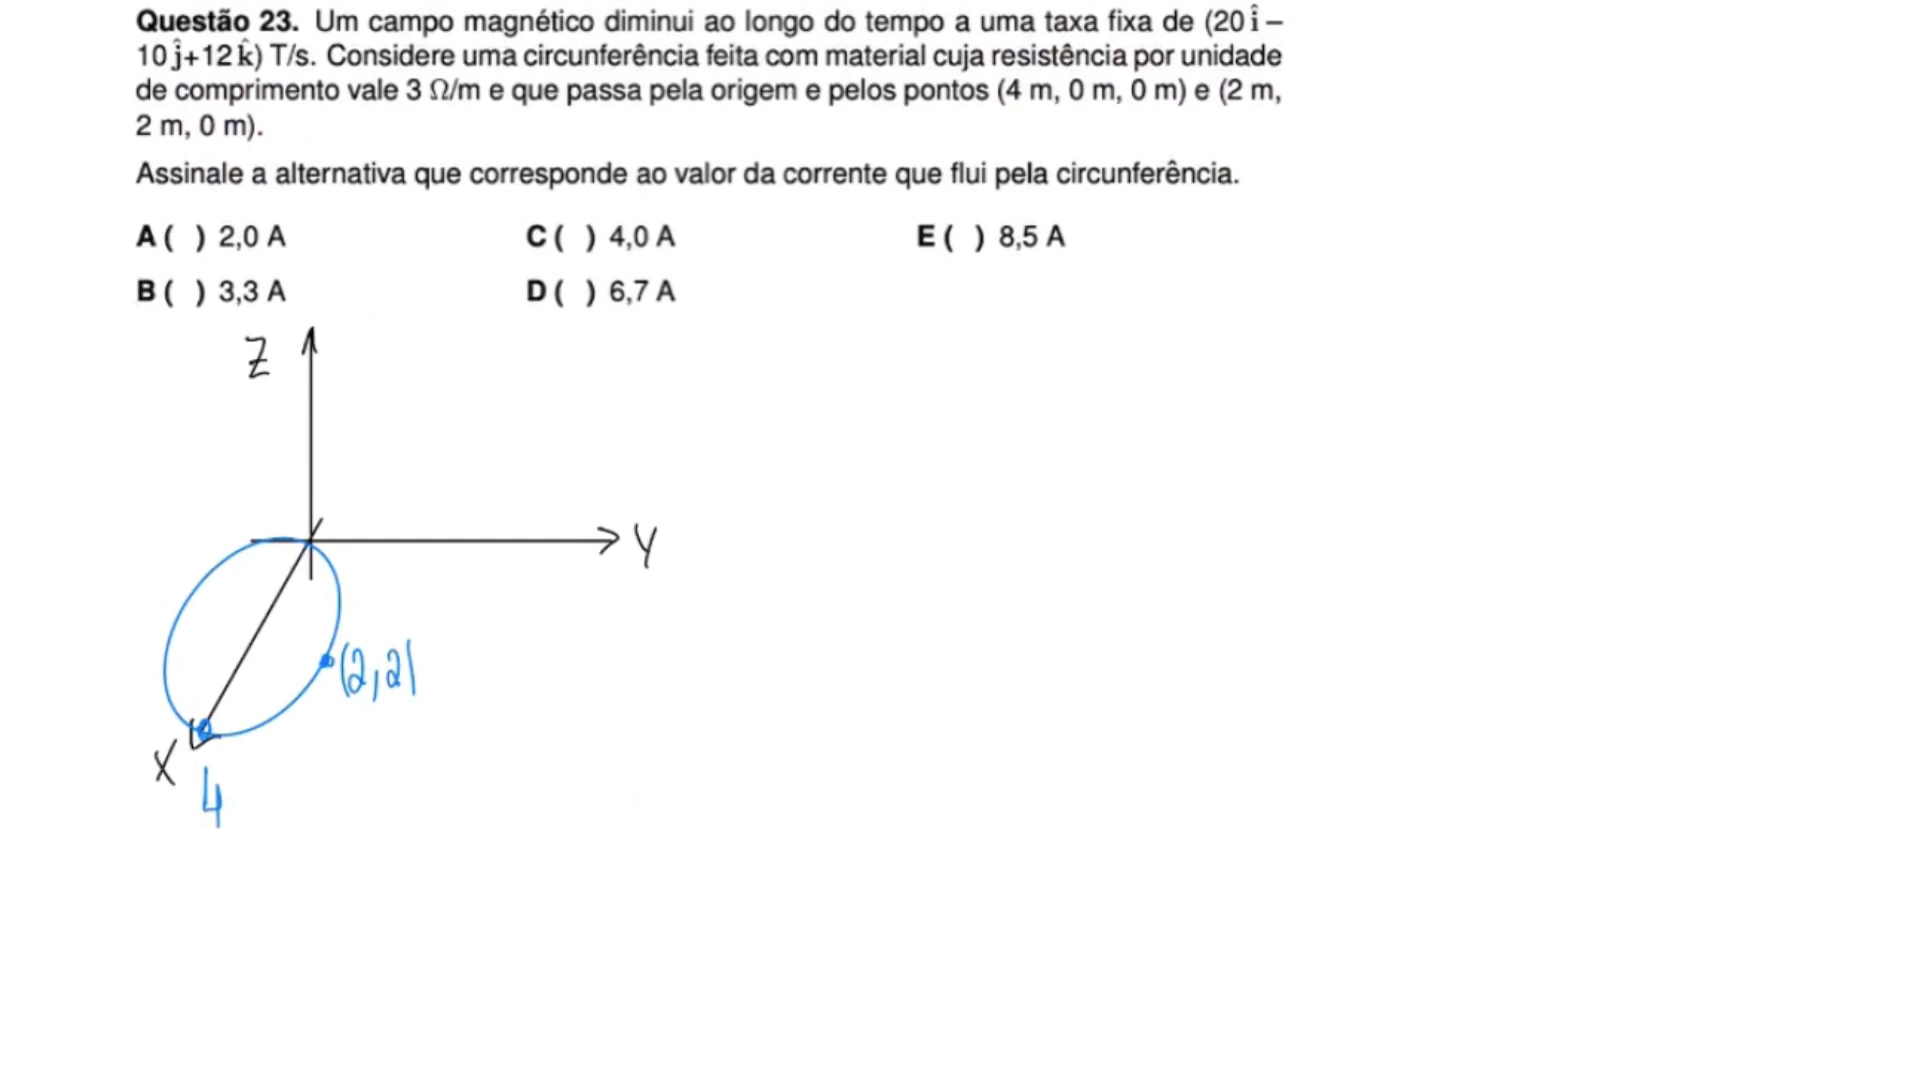 Questão 23. Um campo magnético diminui ao longo do tempo a uma taxa fixa de (20 î –
10 ĵ+12 k̂) T/s. Considere uma circunferência feita com material cuja resistência por unidade
de comprimento vale 3 Ω/m e que passa pela origem e pelos pontos (4 m, 0 m, 0 m) e (2 m,
2 m, 0 m).
Assinale a alternativa que corresponde ao valor da corrente que flui pela circunferência.
A ( ) 2,0 A C ( ) 4,0 A E ( ) 8,5 A
B ( ) 3,3 A D ( ) 6,7 A
Z
Y
(2,2)
X
4